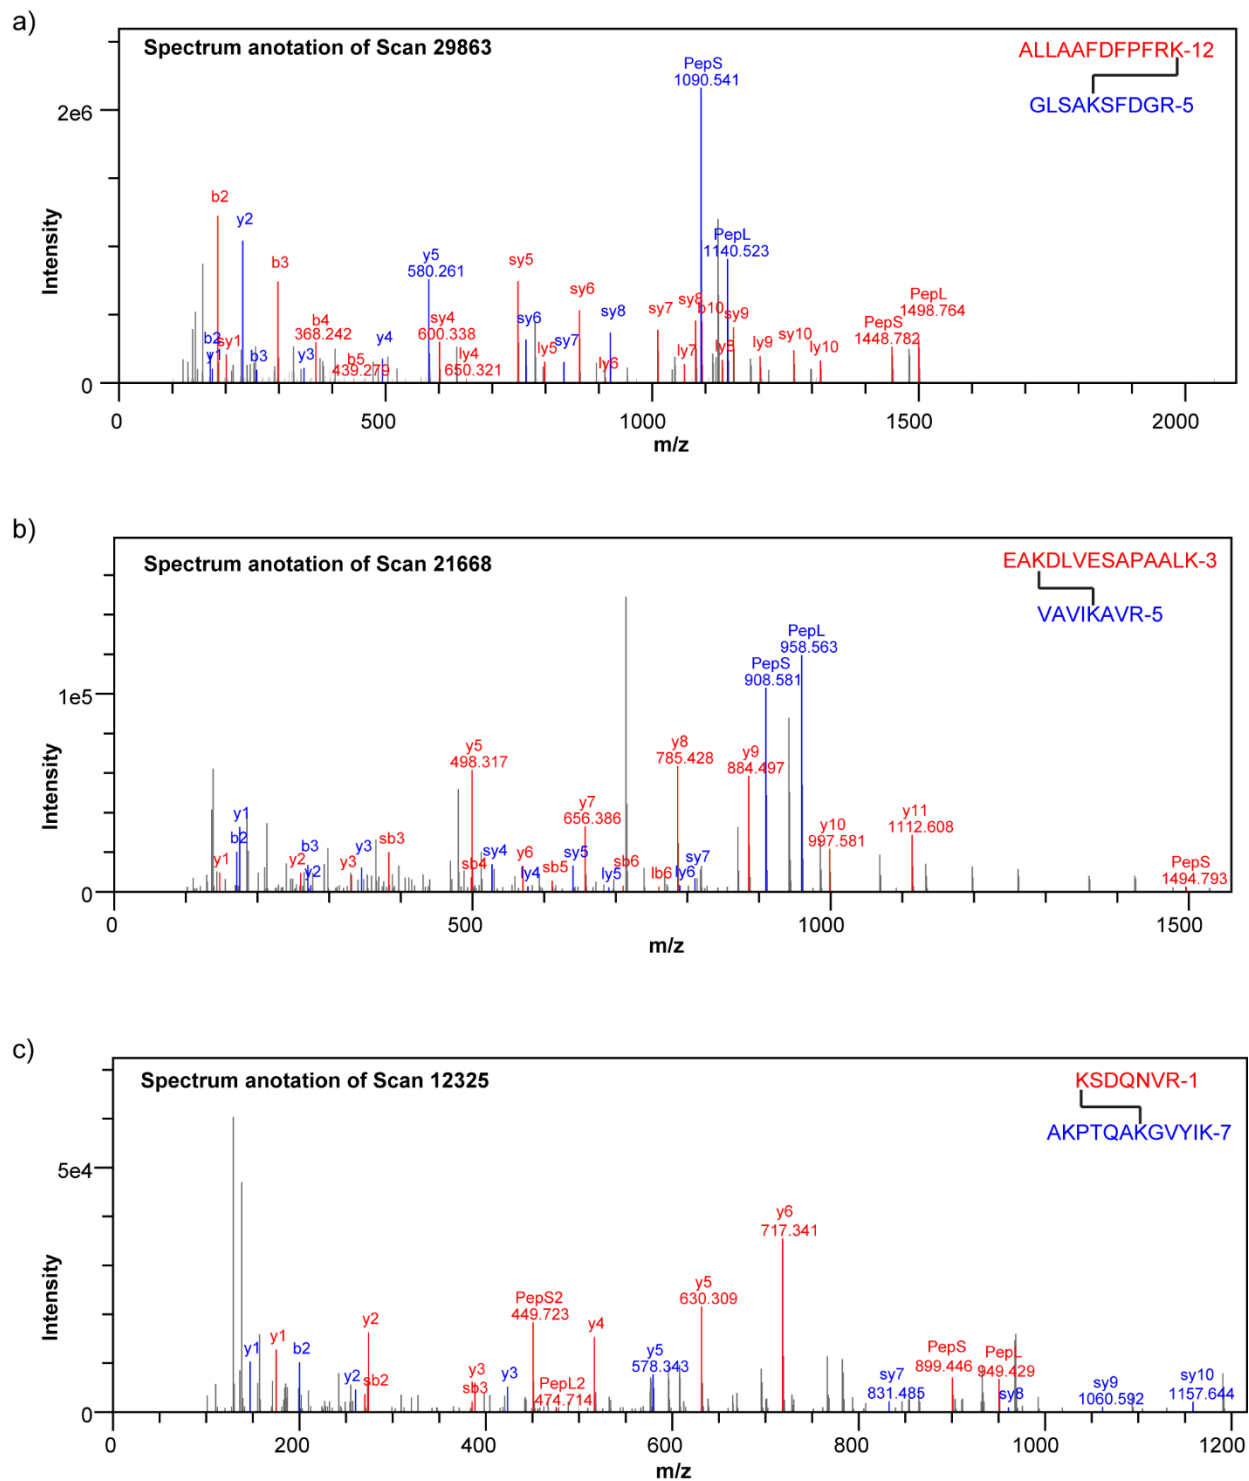 a)
Spectrum anotation of Scan 29863
ALLAAFDFPFRK-12
GLSAKSFDGR-5
PepS
1090.541
2e6
b2
y2
b3
y5
580.261
sy5
sy6
sy8
sy7
sy8
b10
sy9
PepL
1140.523
PepL
1498.764
PepS
1448.782
b2
y1
sy1
b3
y3
b4
368.242
b5
439.279
y4
sy4
600.338
ly4
650.321
sy6
ly5
sy7
ly6
ly7
ly8
ly9
sy10
ly10
0
0
500
1000
1500
2000
Intensity
m/z
b)
Spectrum anotation of Scan 21668
EAKDLVESAPAALK-3
VAVIKAVR-5
PepL
958.563
PepS
908.581
1e5
y5
498.317
y8
785.428
y9
884.497
y7
656.386
y1
b2
y1
y2
b3
y2
y3
y3
sb3
sb4
sy4
y6
ly4
sb5
sy5
ly5
sb6
lb6
ly6
sy7
y10
997.581
y11
1112.608
PepS
1494.793
0
0
500
1000
1500
Intensity
m/z
c)
Spectrum anotation of Scan 12325
KSDQNVR-1
AKPTQAKGVYIK-7
5e4
y6
717.341
y5
630.309
PepS2
449.723
y1
y1
b2
y2
y2
sb2
y3
sb3
y3
PepL2
474.714
y4
y5
578.343
sy7
831.485
PepS
899.446
PepL
949.429
sy8
sy9
1060.592
sy10
1157.644
0
0
200
400
600
800
1000
1200
Intensity
m/z